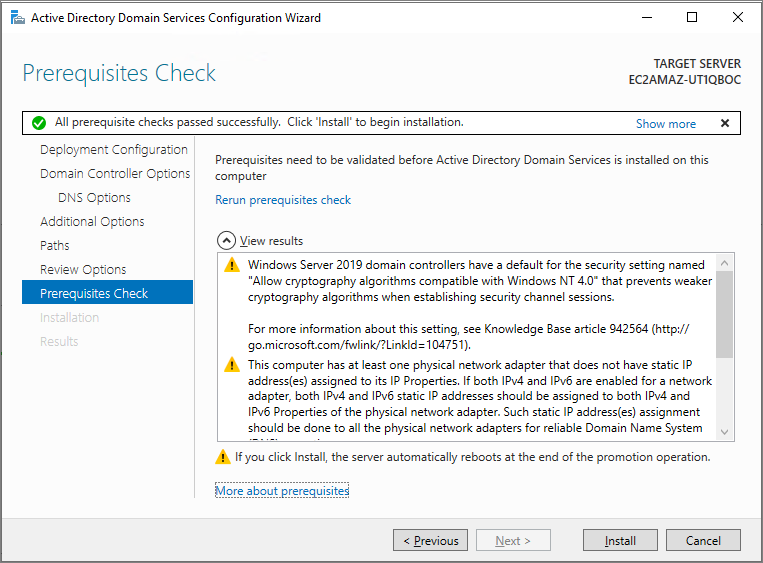 Active Directory Domain Services Configuration Wizard
Prerequisites Check
TARGET SERVER
EC2AMAZ-UT1QBOC
All prerequisite checks passed successfully. Click 'Install' to begin installation.
Show more
Deployment Configuration
Domain Controller Options
DNS Options
Additional Options
Paths
Review Options
Prerequisites Check
Installation
Results
Prerequisites need to be validated before Active Directory Domain Services is installed on this
computer
Rerun prerequisites check
View results
Windows Server 2019 domain controllers have a default for the security setting named
"Allow cryptography algorithms compatible with Windows NT 4.0" that prevents weaker
cryptography algorithms when establishing security channel sessions.
For more information about this setting, see Knowledge Base article 942564 (http://
go.microsoft.com/fwlink/?LinkId=104751).
This computer has at least one physical network adapter that does not have static IP
address(es) assigned to its IP Properties. If both IPv4 and IPv6 are enabled for a network
adapter, both IPv4 and IPv6 static IP addresses should be assigned to both IPv4 and
IPv6 Properties of the physical network adapter. Such static IP address(es) assignment
should be done to all the physical network adapters for reliable Domain Name System
If you click Install, the server automatically reboots at the end of the promotion operation.
More about prerequisites
< Previous
Next >
Install
Cancel